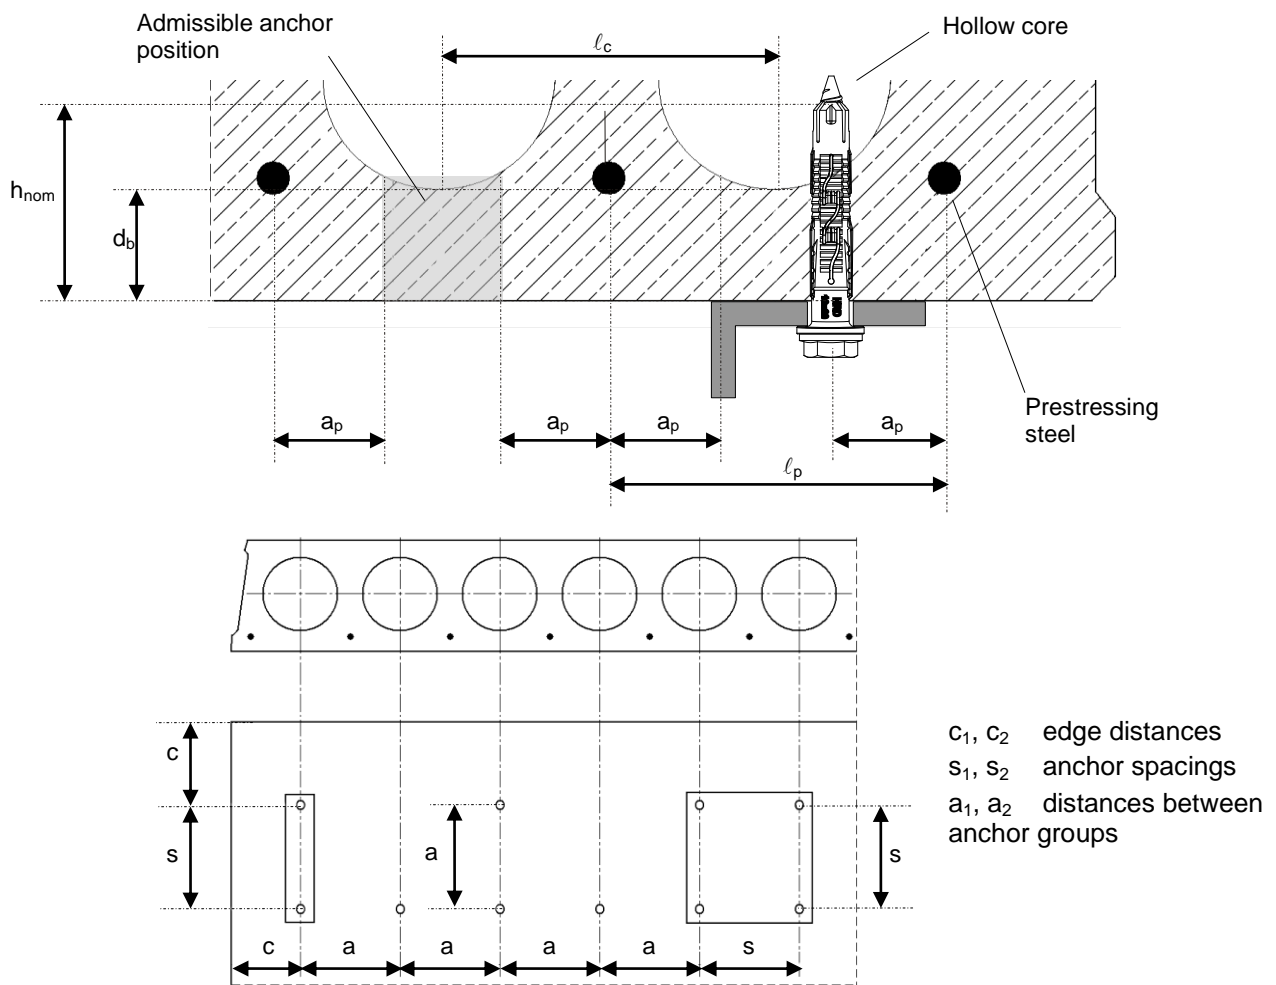 Admissible anchor
position
ℓc
Hollow core
hnom
db
HRD
Prestressing
steel
ap
ap
ap
ap
ℓp
c
s
a
s
c
a
a
a
a
s
c1, c2 edge distances
s1, s2 anchor spacings
a1, a2 distances between
anchor groups